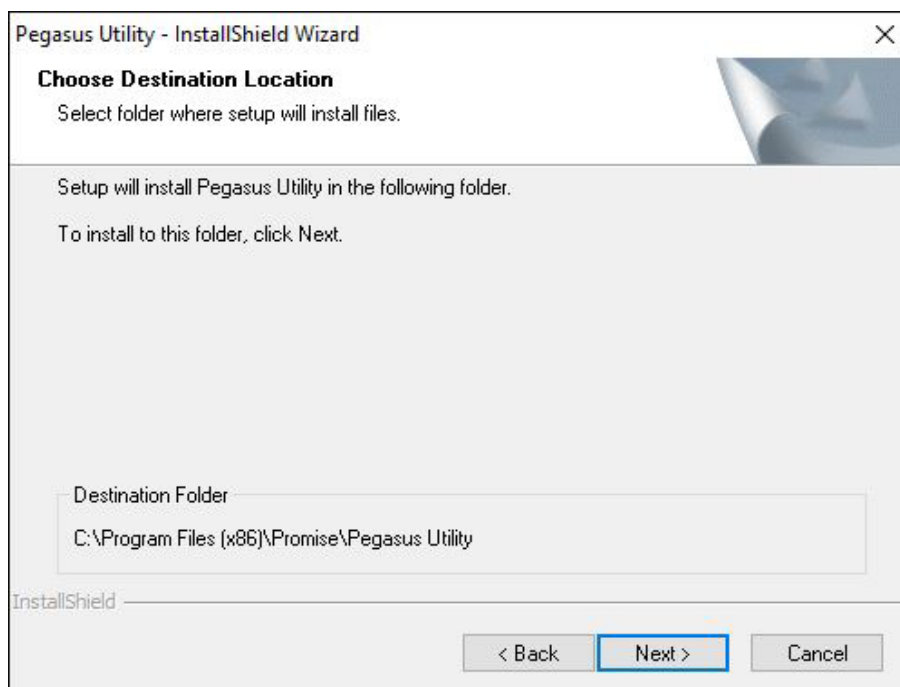 Pegasus Utility - InstallShield Wizard
Choose Destination Location
Select folder where setup will install files.
Setup will install Pegasus Utility in the following folder.
To install to this folder, click Next.
Destination Folder
C:\Program Files (x86)\Promise\Pegasus Utility
InstallShield
< Back
Next >
Cancel